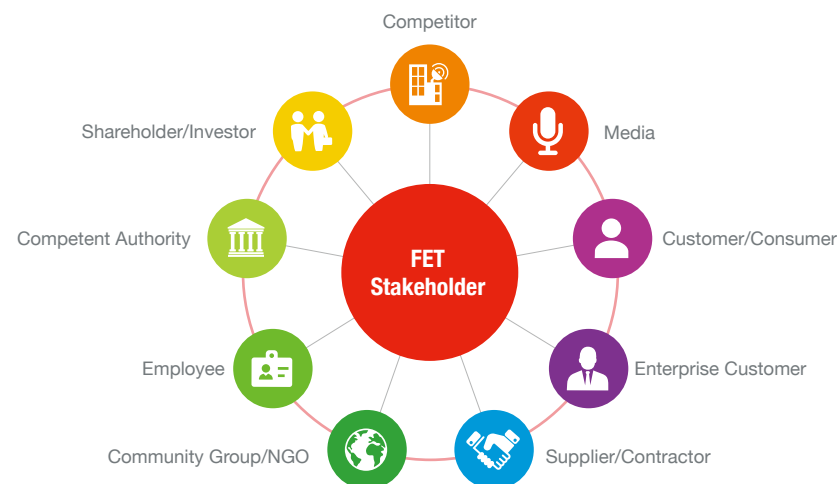 Competitor
Shareholder/Investor
Media
Competent Authority
Customer/Consumer
FET
Stakeholder
Employee
Enterprise Customer
Community Group/NGO
Supplier/Contractor